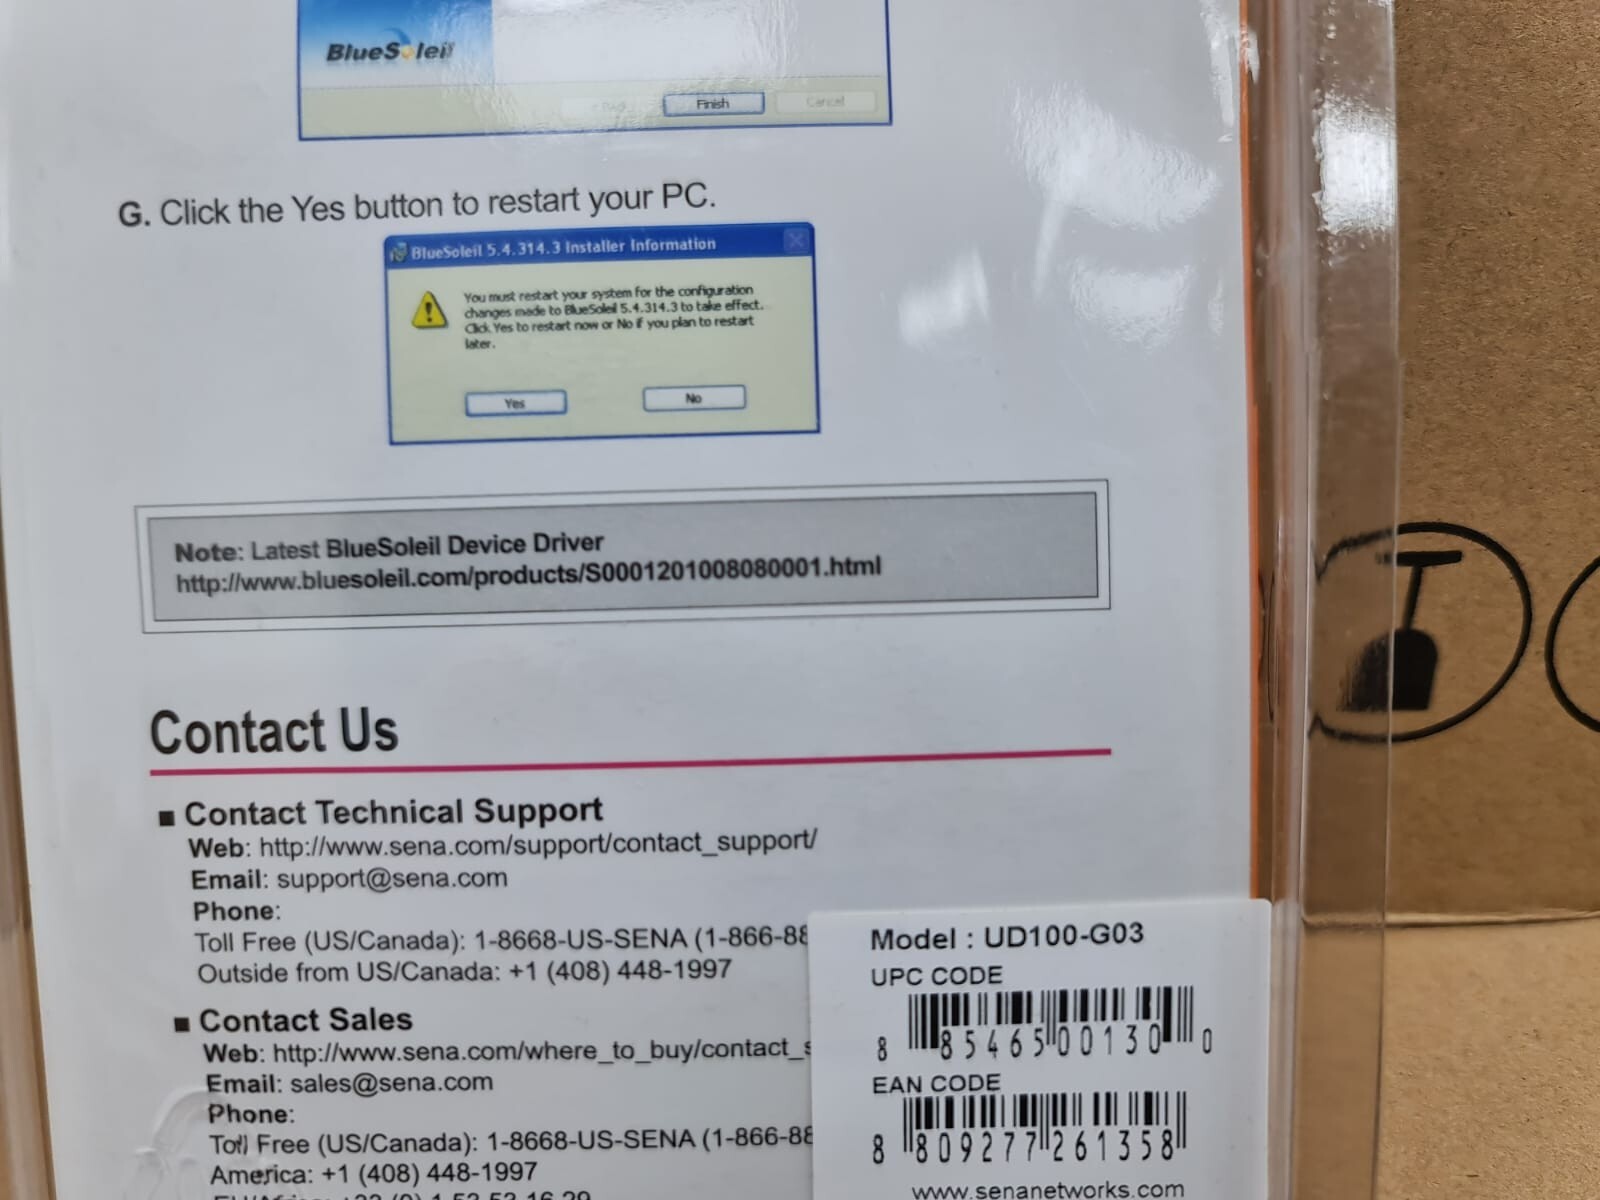 BlueSoleil
Finish
Cancel
G. Click the Yes button to restart your PC.
BlueSoleil 5.4.314.3 Installer Information
You must restart your system for the configuration
changes made to BlueSoleil 5.4.314.3 to take effect.
Click Yes to restart now or No if you plan to restart
later.
Yes
No
Note: Latest BlueSoleil Device Driver
http://www.bluesoleil.com/products/S0001201008080001.html
Contact Us
■ Contact Technical Support
Web: http://www.sena.com/support/contact_support/
Email: support@sena.com
Phone:
Toll Free (US/Canada): 1-8668-US-SENA (1-866-88
Outside from US/Canada: +1 (408) 448-1997
■ Contact Sales
Web: http://www.sena.com/where_to_buy/contact_s
Email: sales@sena.com
Phone:
Toll Free (US/Canada): 1-8668-US-SENA (1-866-88
America: +1 (408) 448-1997
Model : UD100-G03
UPC CODE
8 85465 00130 0
EAN CODE
8 809277 261358
www.senanetworks.com